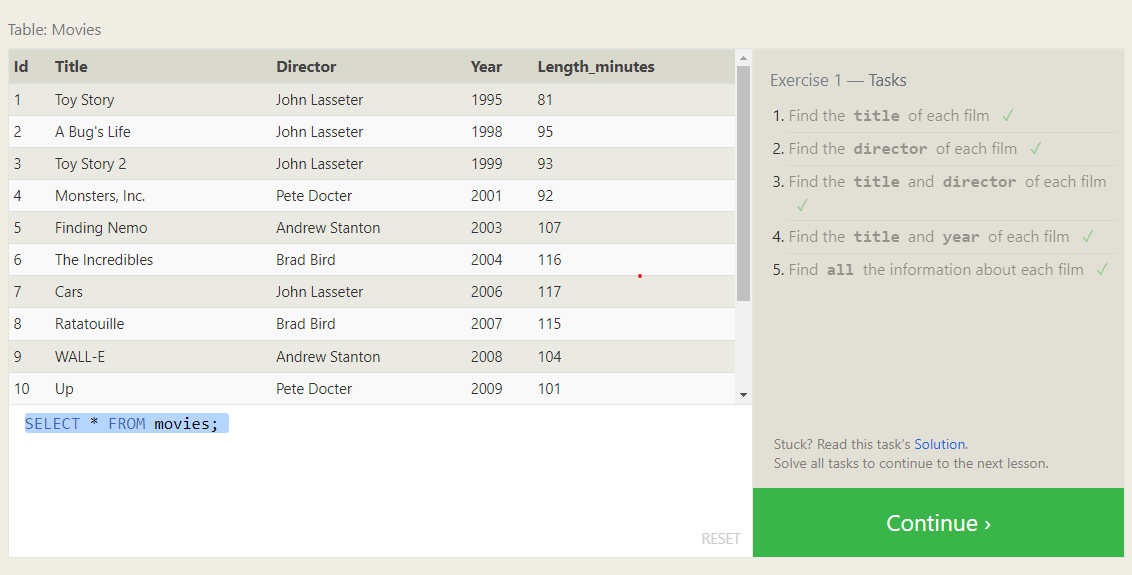 Table: Movies
Id Title Director Year Length_minutes
1 Toy Story John Lasseter 1995 81
2 A Bug's Life John Lasseter 1998 95
3 Toy Story 2 John Lasseter 1999 93
4 Monsters, Inc. Pete Docter 2001 92
5 Finding Nemo Andrew Stanton 2003 107
6 The Incredibles Brad Bird 2004 116
7 Cars John Lasseter 2006 117
8 Ratatouille Brad Bird 2007 115
9 WALL-E Andrew Stanton 2008 104
10 Up Pete Docter 2009 101
SELECT * FROM movies;
RESET
Exercise 1 — Tasks
1. Find the title of each film ✓
2. Find the director of each film ✓
3. Find the title and director of each film
✓
4. Find the title and year of each film ✓
5. Find all the information about each film ✓
Stuck? Read this task's Solution.
Solve all tasks to continue to the next lesson.
Continue ›